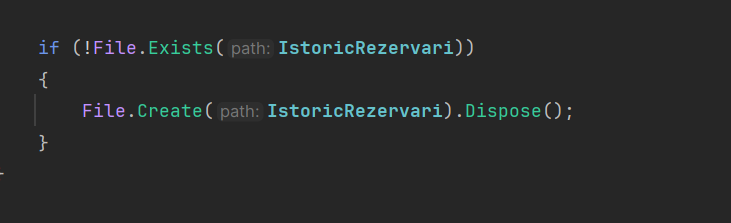 if (!File.Exists( path: IstoricRezervari))
{
File.Create( path: IstoricRezervari).Dispose();
}